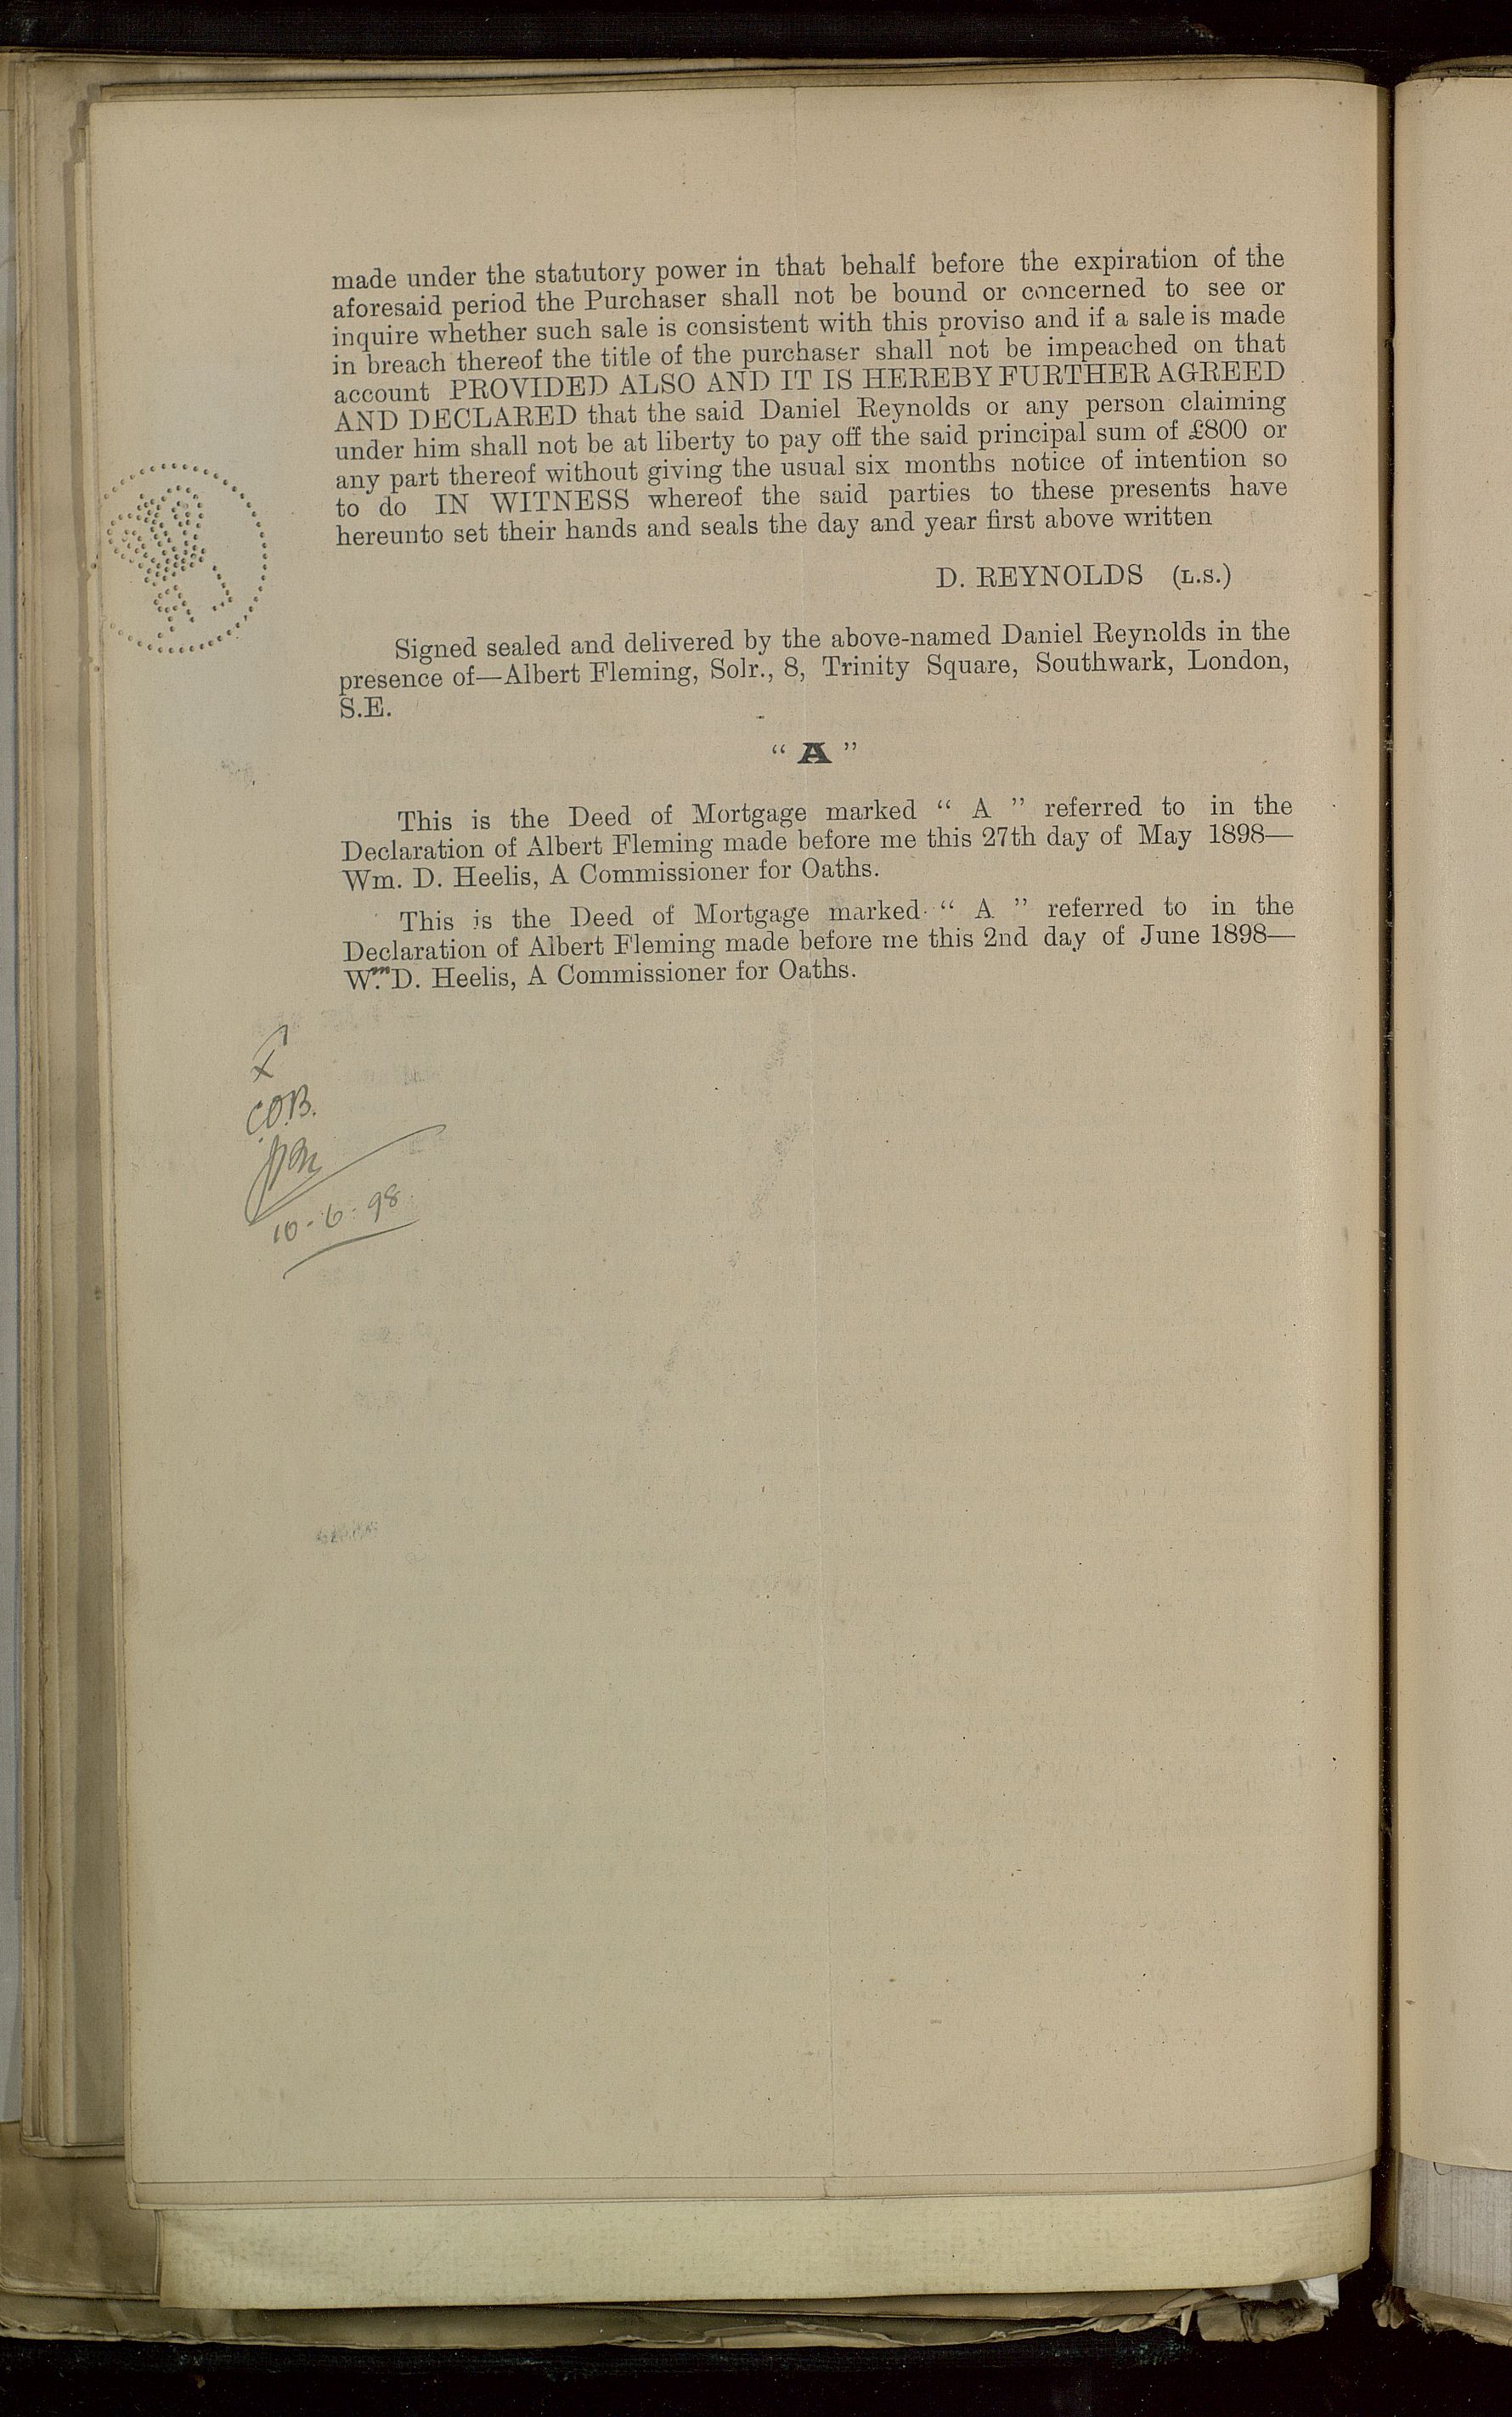 made under the statutory power in that behalf before the expiration of the
aforesaid period the Purchaser shall not be bound or concerned to see or
inquire whether such sale is consistent with this proviso and if a sale is made
in breach thereof the title of the purchaser shall not be impeached on that
account PROVIDED ALSO AND IT IS HEREBY FURTHER AGREED
AND DECLARED that the said Daniel Reynolds or any person claiming
under him shall not be at liberty to pay off the said principal sum of £800 or
any part thereof without giving the usual six months notice of intention so
to do IN WITNESS whereof the said parties to these presents have
hereunto set their hands and seals the day and year first above written
D. REYNOLDS (L.S.)
Signed sealed and delivered by the above-named Daniel Reynolds in the
presence of—Albert Fleming, Solr., 8, Trinity Square, Southwark, London,
S.E.
“ A ”
This is the Deed of Mortgage marked “ A ” referred to in the
Declaration of Albert Fleming made before me this 27th day of May 1898—
Wm. D. Heelis, A Commissioner for Oaths.
This is the Deed of Mortgage marked “ A ” referred to in the
Declaration of Albert Fleming made before me this 2nd day of June 1898—
Wm. D. Heelis, A Commissioner for Oaths.
C.O.B.
10-6-98